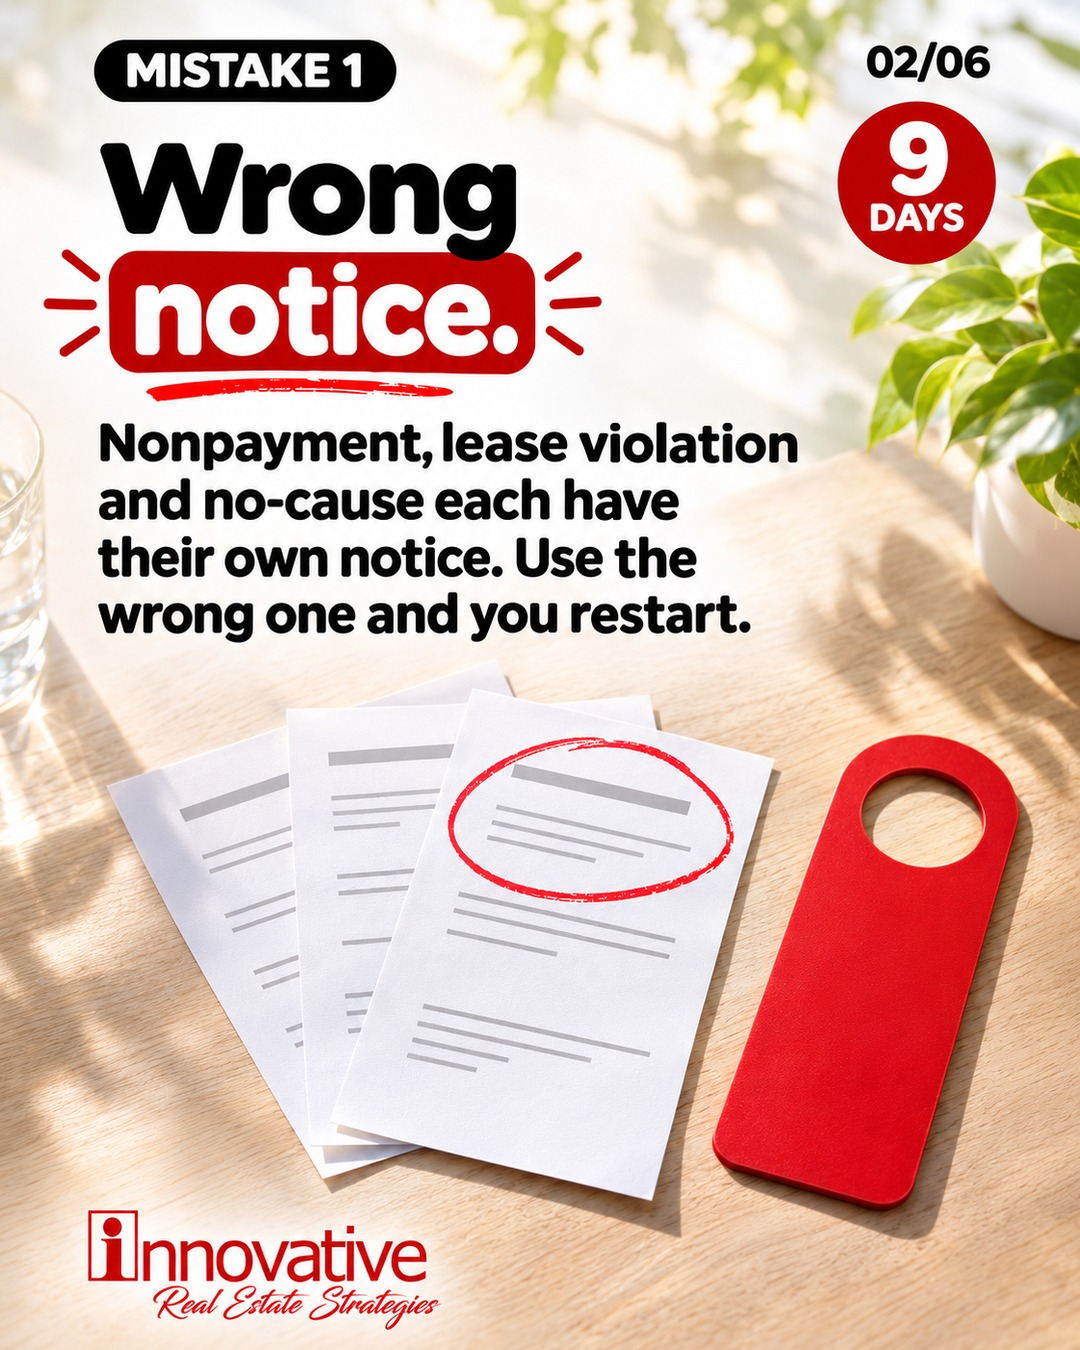 MISTAKE 1
02/06
9
DAYS
Wrong
notice.
Nonpayment, lease violation
and no-cause each have
their own notice. Use the
wrong one and you restart.
innovative
Real Estate Strategies